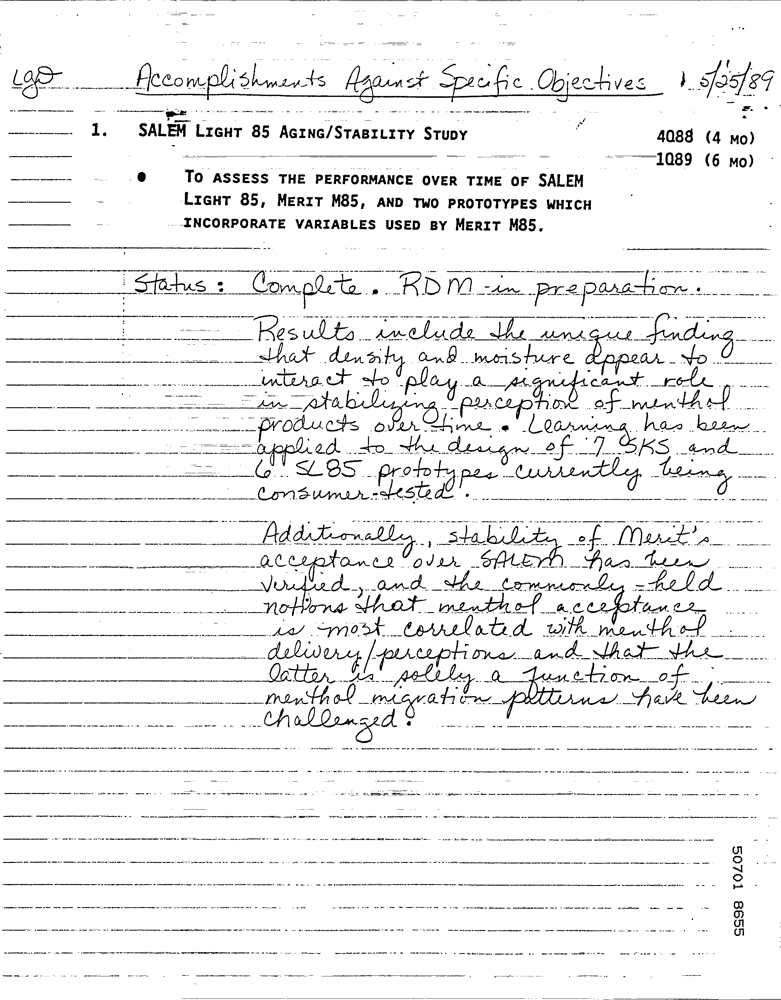 LGD Accomplishments Against Specific Objectives 5/25/89
1. SALEM LIGHT 85 AGING/STABILITY STUDY 4Q88 (4 MO)
1Q89 (6 MO)
• TO ASSESS THE PERFORMANCE OVER TIME OF SALEM
LIGHT 85, MERIT M85, AND TWO PROTOTYPES WHICH
INCORPORATE VARIABLES USED BY MERIT M85.
Status: Complete. RDM in preparation.
Results include the unique finding
that density and moisture appear to
interact to play a significant role
in stabilizing perception of menthol
products over time. Learning has been
applied to the design of 7 SKS and
6 SL85 prototypes currently being
consumer-tested.
Additionally, stability of Merit's
acceptance over SALEM has been
verified, and the commonly-held
notions that menthol acceptance
is most correlated with menthol
delivery/perceptions and that the
latter is solely a function of
menthol migration patterns have been
challenged.
50701 8655